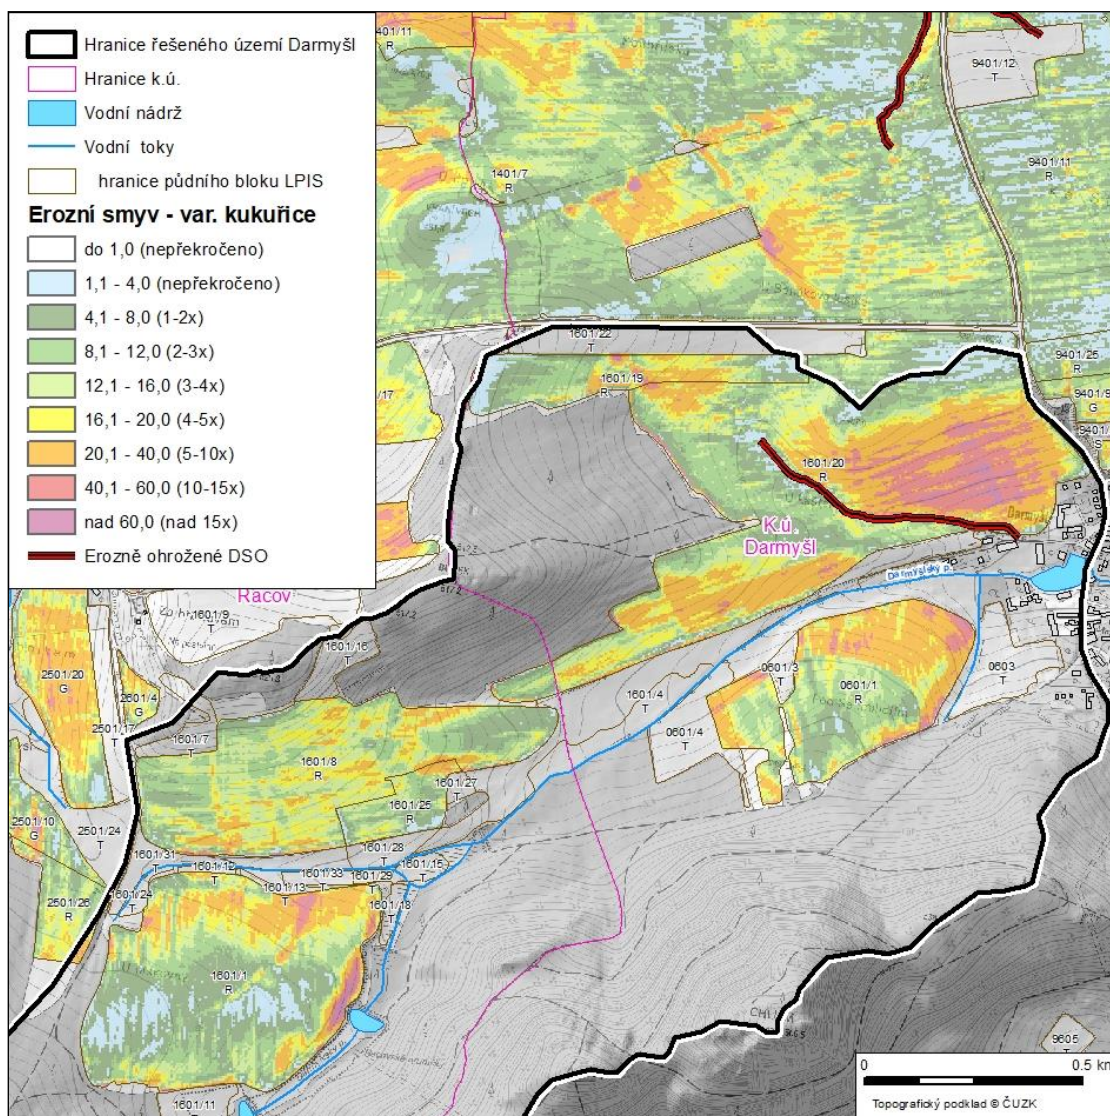 Hranice řešeného území Darmyšl
Hranice k.ú.
Vodní nádrž
Vodní toky
hranice půdního bloku LPIS
Erozní smyv - var. kukuřice
do 1,0 (nepřekročeno)
1,1 - 4,0 (nepřekročeno)
4,1 - 8,0 (1-2x)
8,1 - 12,0 (2-3x)
12,1 - 16,0 (3-4x)
16,1 - 20,0 (4-5x)
20,1 - 40,0 (5-10x)
40,1 - 60,0 (10-15x)
nad 60,0 (nad 15x)
Erozně ohrožené DSO
R
9401/12
T
1401/7
R
9401/11
R
1601/22
T
1601/19
R
9401/25
R
G
S
1601/20
R
Darmyšl
K.ú.
Darmyšl
Darmyšlský p.
Racov
1601/9
T
1601/16
T
2501/20
G
2601/4
G
2501/17
T
1601/7
T
1601/4
T
0601/3
T
0601/1
R
0603
T
0601/4
T
1601/8
R
1601/27
T
1601/25
R
2501/10
G
2501/24
T
1601/31
T
1601/12
T
1601/28
T
1601/15
T
1601/33
T
1601/29
T
1601/13
T
1601/24
T
1601/18
T
2501/26
R
1601/1
R
1601/11
T
9605
T
0
0.5 km
Topografický podklad © ČUZK